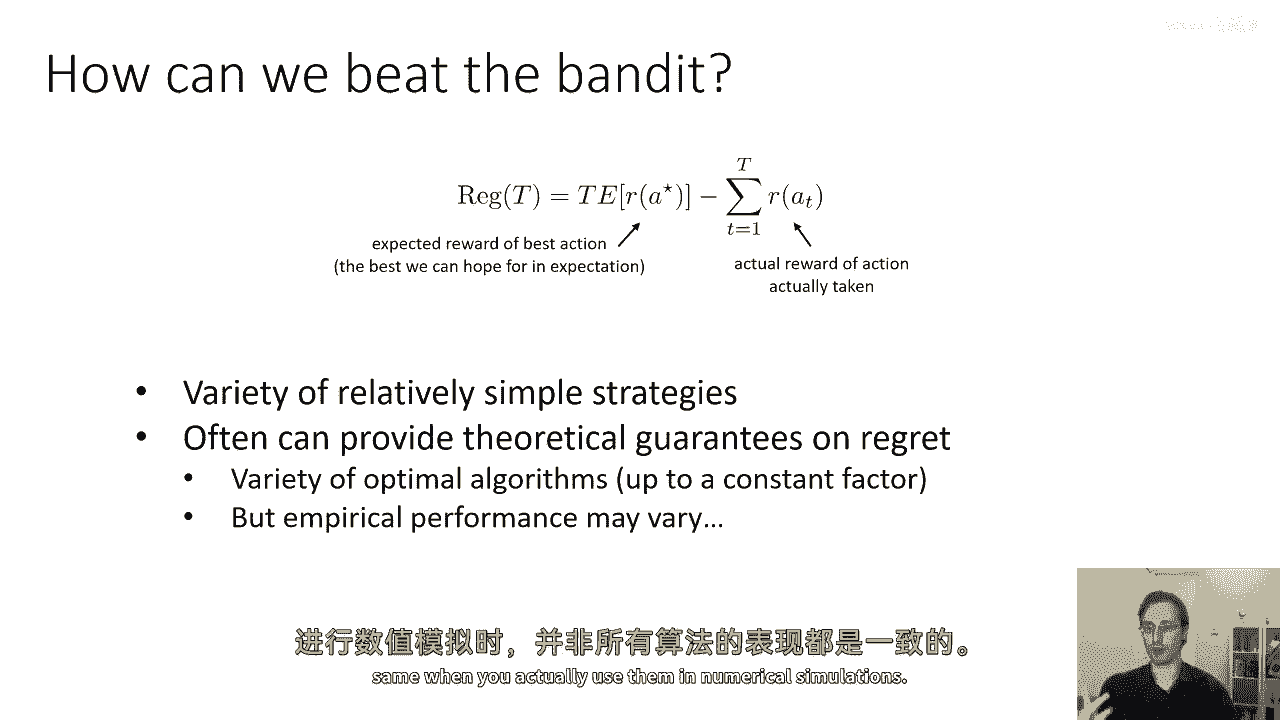 How can we beat the bandit?
Reg(T) = TE[r(a⋆)] − ∑_{t=1}^{T} r(a_t)
expected reward of best action
(the best we can hope for in expectation)
actual reward of action
actually taken
• Variety of relatively simple strategies
• Often can provide theoretical guarantees on regret
• Variety of optimal algorithms (up to a constant factor)
• But empirical performance may vary…
进行数值模拟时，并非所有算法的表现都是一致的。
same when you actually use them in numerical simulations.